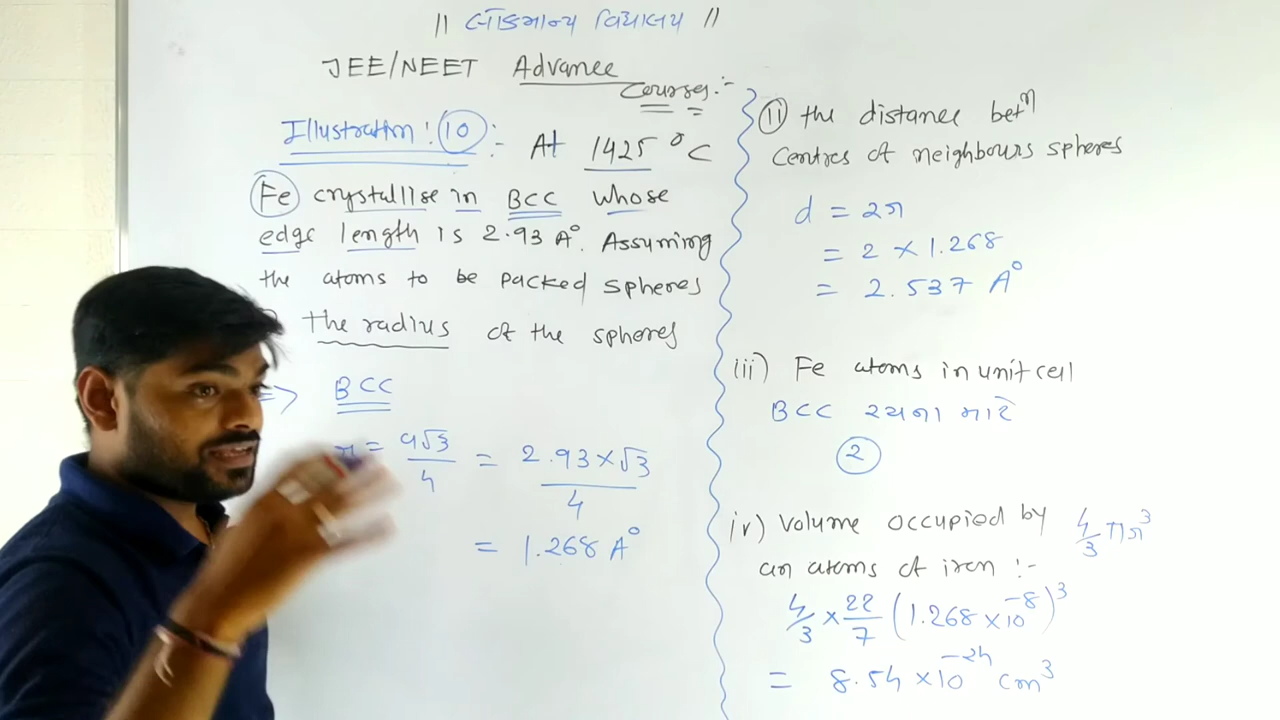 || લોકમાન્ય વિદ્યાલય ||
JEE/NEET Advance
Courses:-
Illustration: 10 :- At 1425 °C
Fe crystallise in BCC whose
edge length is 2.93 A°. Assuming
the atoms to be packed spheres
the radius of the spheres
=> BCC
r = a√3/4 = 2.93×√3/4
= 1.268 A°
ii the distance betⁿ
centres of neighbours spheres
d = 2r
= 2 × 1.268
= 2.537 A°
(iii) Fe atoms in unit cell
BCC રચના માટે
2
iv) Volume occupied by 4/3 πr³
an atoms of iron :-
4/3 × 22/7 (1.268 × 10⁻⁸)³
= 8.54 × 10⁻²⁴ cm³